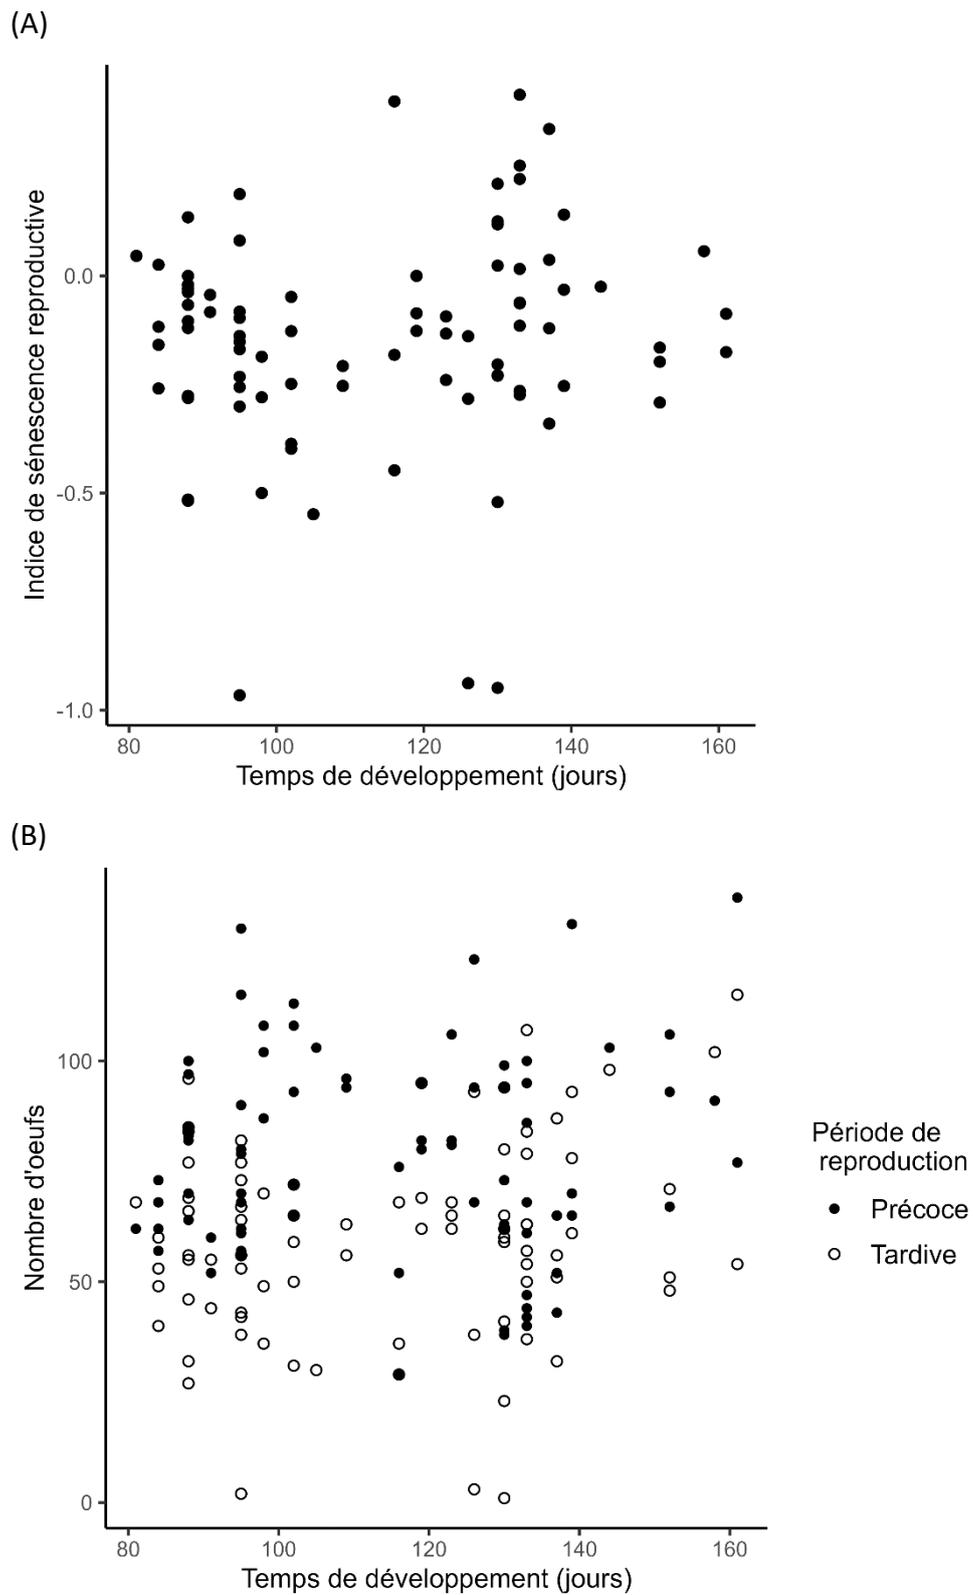 (A)
Indice de sénescence reproductive
0.0
-0.5
-1.0
80 100 120 140 160
Temps de développement (jours)
(B)
Nombre d'oeufs
100
50
0
80 100 120 140 160
Temps de développement (jours)
Période de
reproduction
Précoce
Tardive